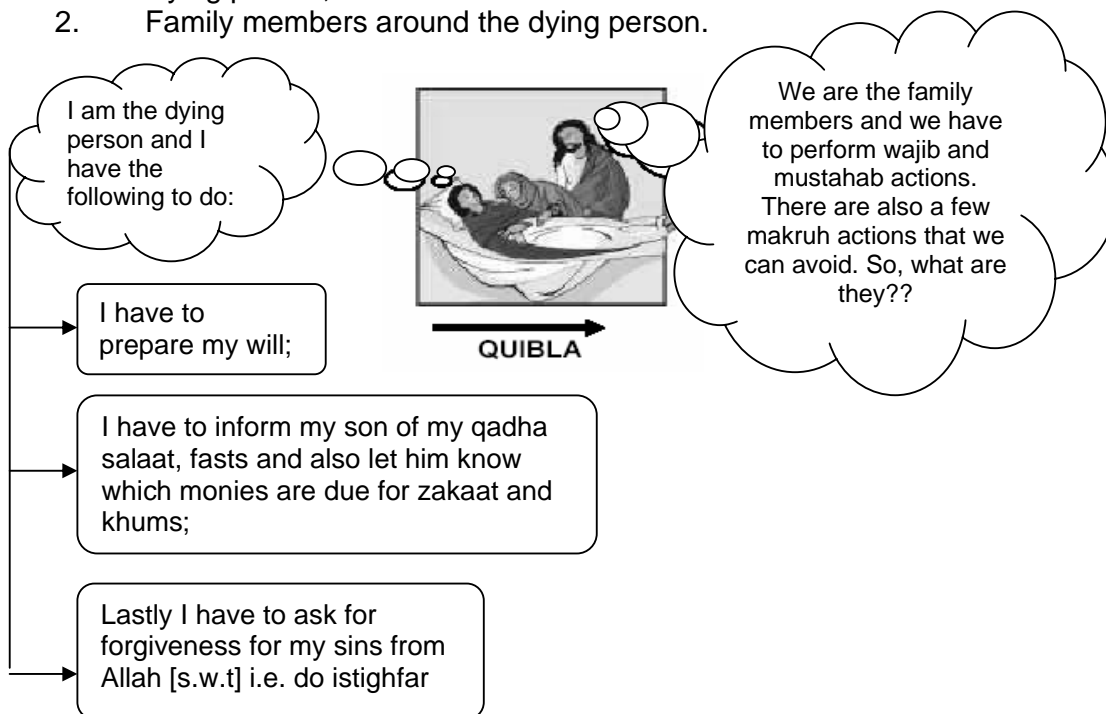 2. Family members around the dying person.
I am the dying
person and I
have the
following to do:
We are the family
members and we have
to perform wajib and
mustahab actions.
There are also a few
makruh actions that we
can avoid. So, what are
they??
QUIBLA
I have to
prepare my will;
I have to inform my son of my qadha
salaat, fasts and also let him know
which monies are due for zakaat and
khums;
Lastly I have to ask for
forgiveness for my sins from
Allah [s.w.t] i.e. do istighfar